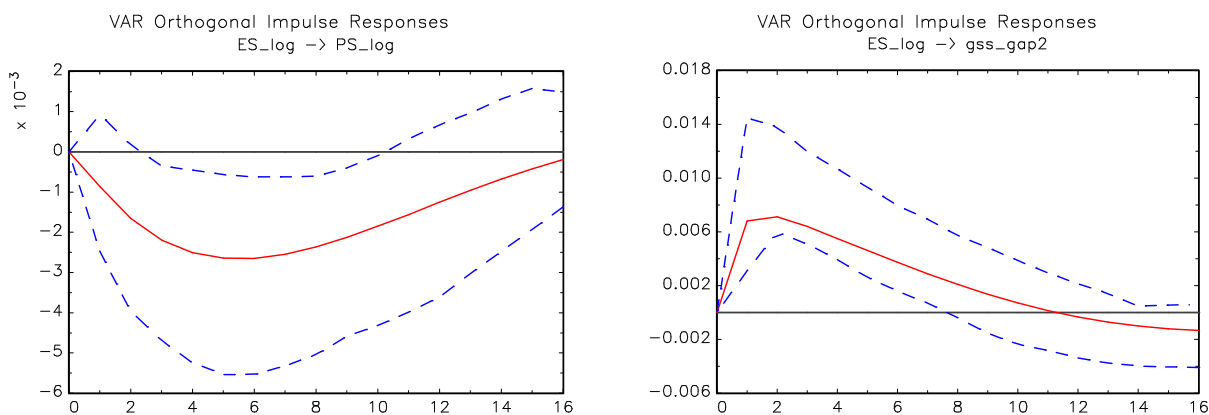 VAR Orthogonal Impulse Responses
ES_log -> PS_log
x 10⁻³
2
1
0
-1
-2
-3
-4
-5
-6
0 2 4 6 8 10 12 14 16
VAR Orthogonal Impulse Responses
ES_log -> gss_gap2
0.018
0.014
0.010
0.006
0.002
-0.002
-0.006
0 2 4 6 8 10 12 14 16